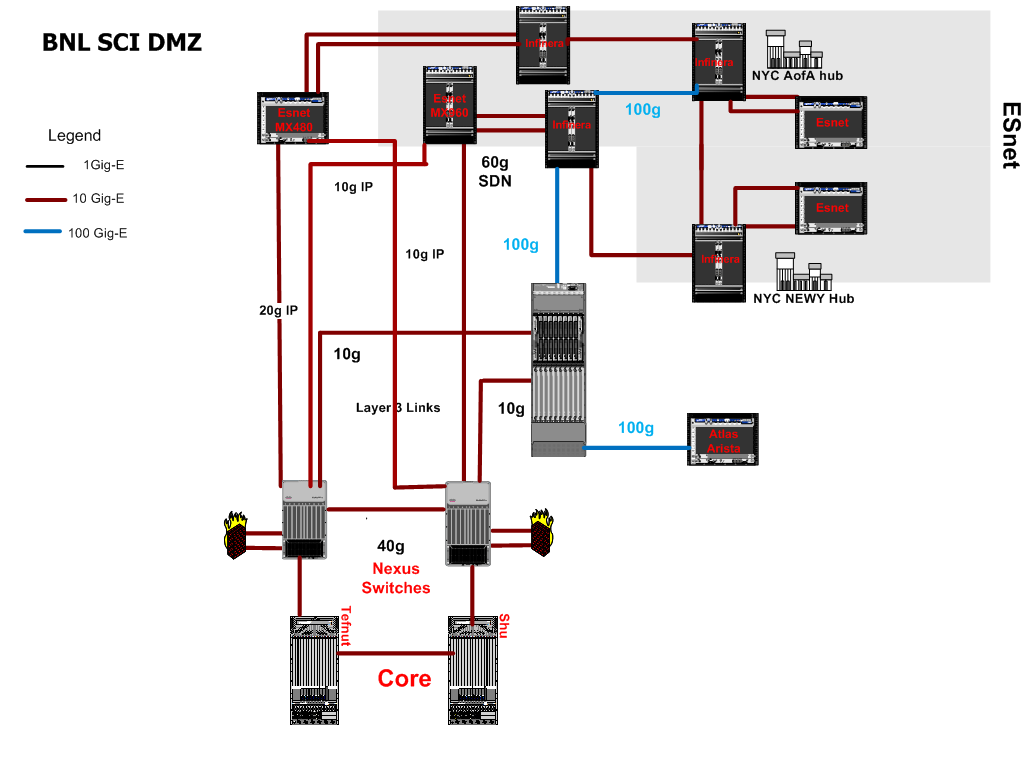 BNL SCI DMZ
Infinera
Infinera
NYC AofA hub
Esnet
MX960
Esnet
MX480
100g
Infinera
Esnet
ESnet
Legend
1Gig-E
10 Gig-E
100 Gig-E
60g
SDN
10g IP
Esnet
100g
10g IP
Infinera
NYC NEWY Hub
20g IP
10g
Layer 3 Links
10g
100g
Atlas
Arista
40g
Nexus
Switches
Tefnut
Shu
Core